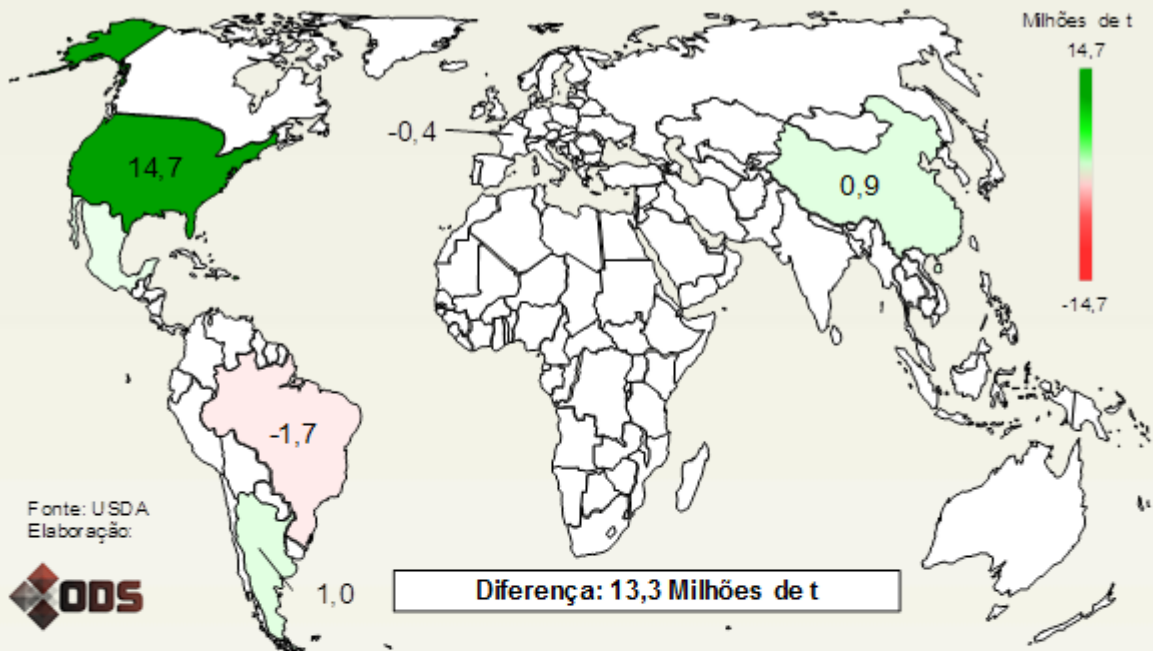 Milhões de t
14,7
-14,7
-0,4
14,7
0,9
-1,7
1,0
Fonte: USDA
Elaboração:
ODS
Diferença: 13,3 Milhões de t